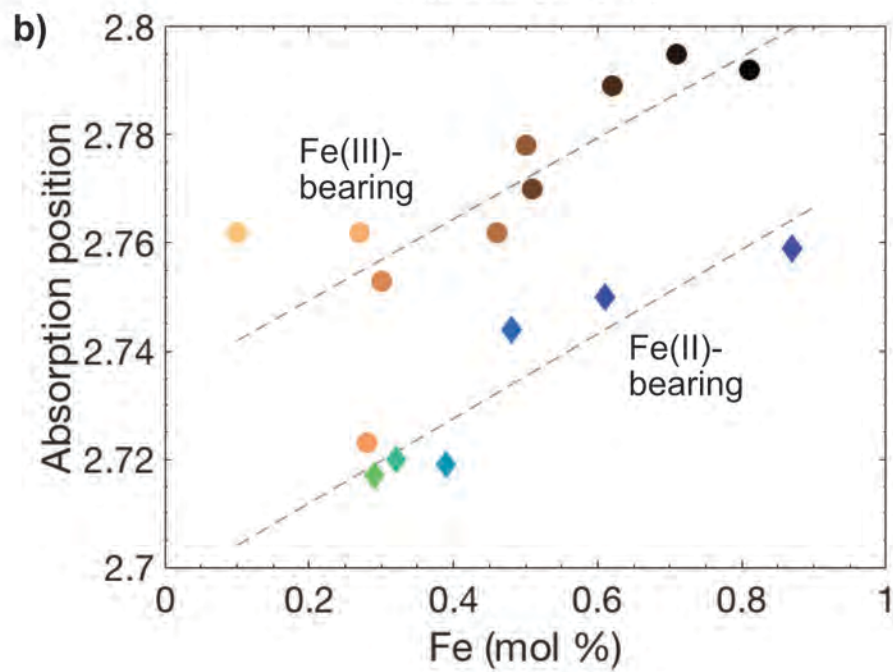 b)
2.8
2.78
2.76
2.74
2.72
2.7
Absorption position
Fe(III)-
bearing
Fe(II)-
bearing
0 0.2 0.4 0.6 0.8 1
Fe (mol %)